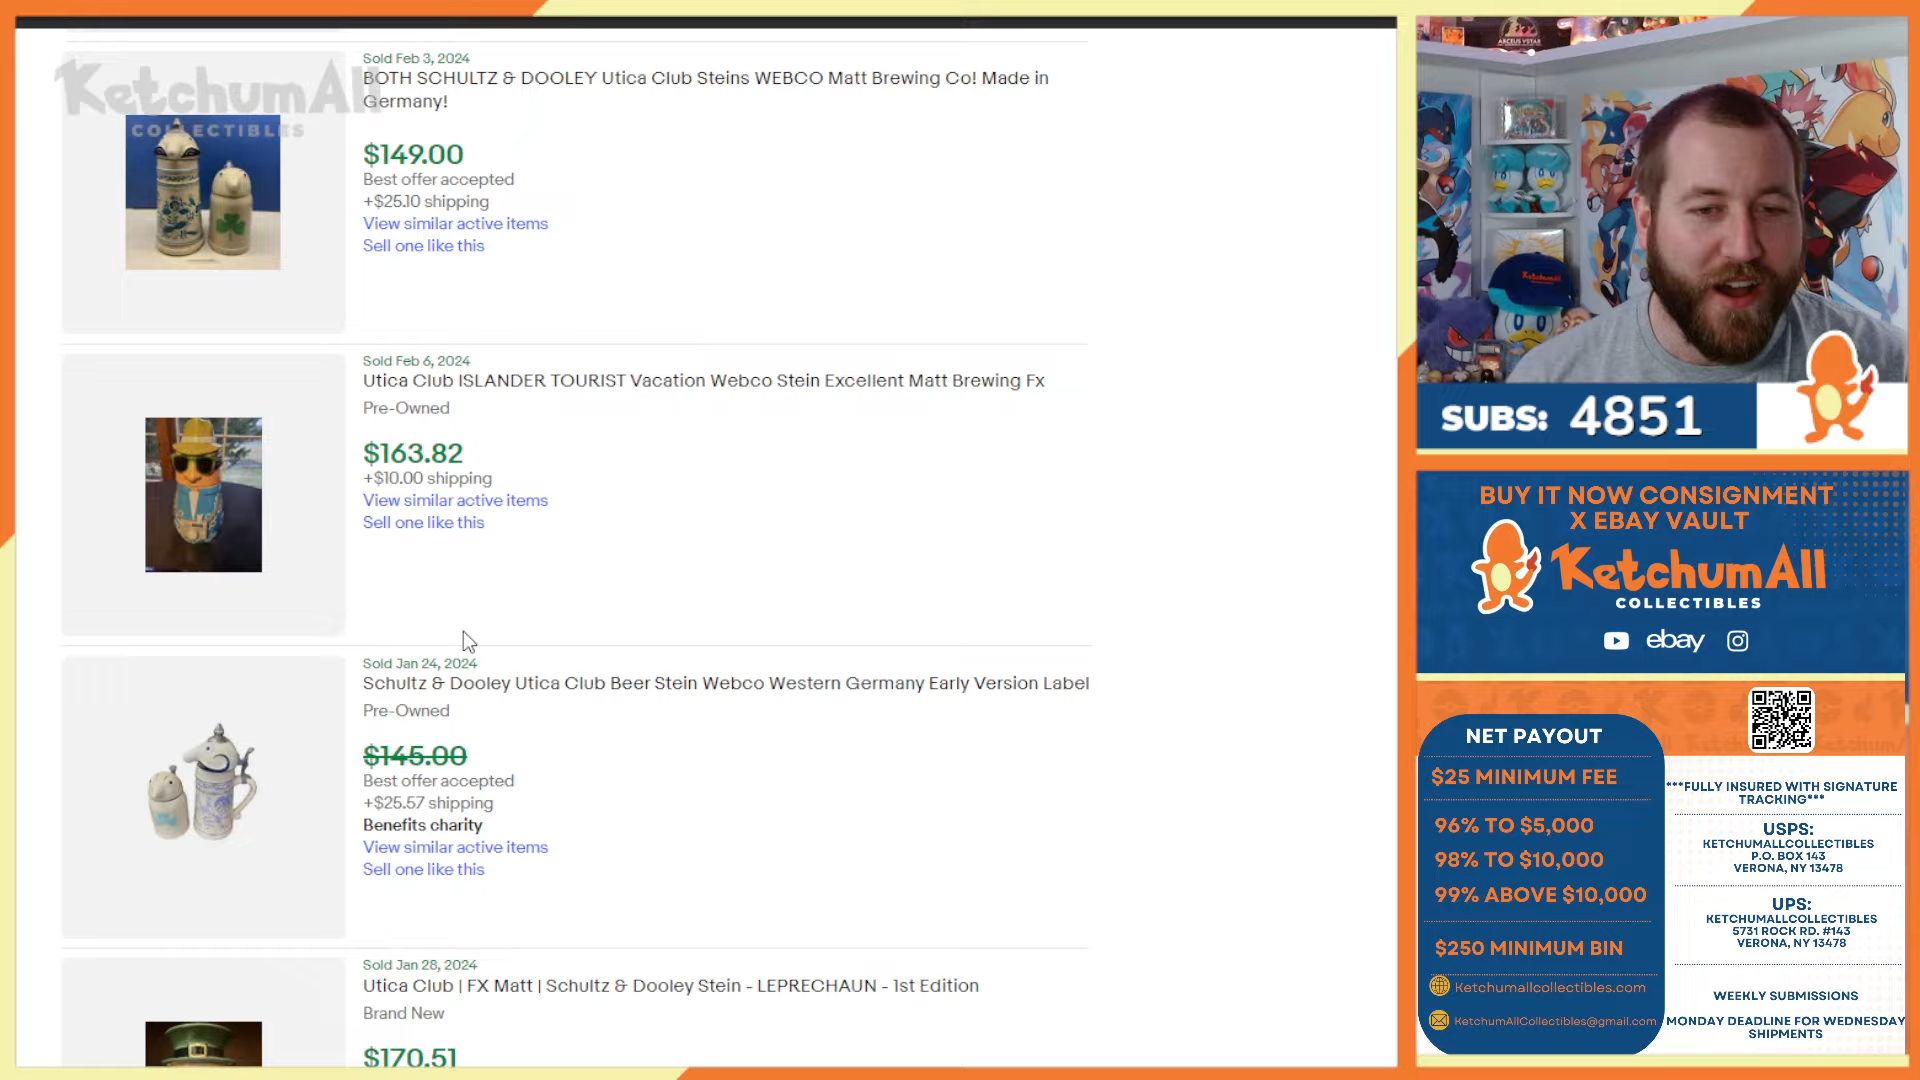 KetchumAll
COLLECTIBLES
Sold Feb 3, 2024
BOTH SCHULTZ & DOOLEY Utica Club Steins WEBCO Matt Brewing Co! Made in
Germany!
$149.00
Best offer accepted
+$25.10 shipping
View similar active items
Sell one like this
Sold Feb 6, 2024
Utica Club ISLANDER TOURIST Vacation Webco Stein Excellent Matt Brewing Fx
Pre-Owned
$163.82
+$10.00 shipping
View similar active items
Sell one like this
Sold Jan 24, 2024
Schultz & Dooley Utica Club Beer Stein Webco Western Germany Early Version Label
Pre-Owned
$145.00
Best offer accepted
+$25.57 shipping
Benefits charity
View similar active items
Sell one like this
Sold Jan 28, 2024
Utica Club | FX Matt | Schultz & Dooley Stein - LEPRECHAUN - 1st Edition
Brand New
$170.51
ARCEUS VSTAR
KetchumAll
SUBS: 4851
BUY IT NOW CONSIGNMENT
X EBAY VAULT
KetchumAll
COLLECTIBLES
ebay
NET PAYOUT
$25 MINIMUM FEE
96% TO $5,000
98% TO $10,000
99% ABOVE $10,000
$250 MINIMUM BIN
Ketchumallcollectibles.com
KetchumAllCollectibles@gmail.com
***FULLY INSURED WITH SIGNATURE
TRACKING***
USPS:
KETCHUMALLCOLLECTIBLES
P.O. BOX 143
VERONA, NY 13478
UPS:
KETCHUMALLCOLLECTIBLES
5731 ROCK RD. #143
VERONA, NY 13478
WEEKLY SUBMISSIONS
MONDAY DEADLINE FOR WEDNESDAY
SHIPMENTS